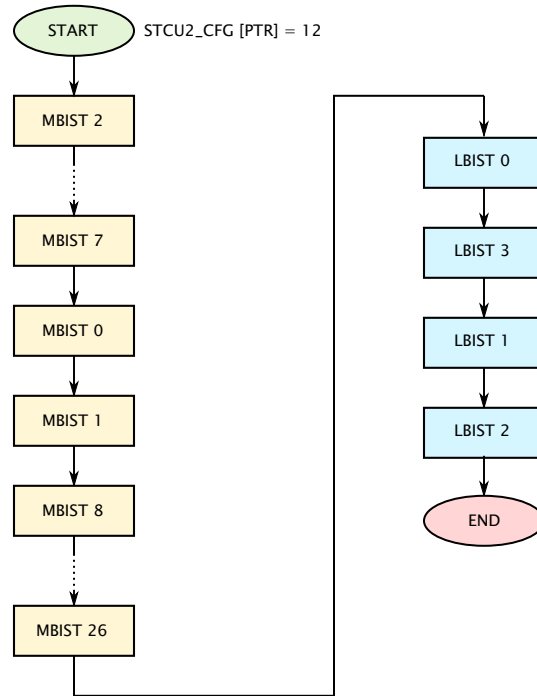 START
STCU2_CFG [PTR] = 12
MBIST 2
MBIST 7
MBIST 0
MBIST 1
MBIST 8
MBIST 26
LBIST 0
LBIST 3
LBIST 1
LBIST 2
END